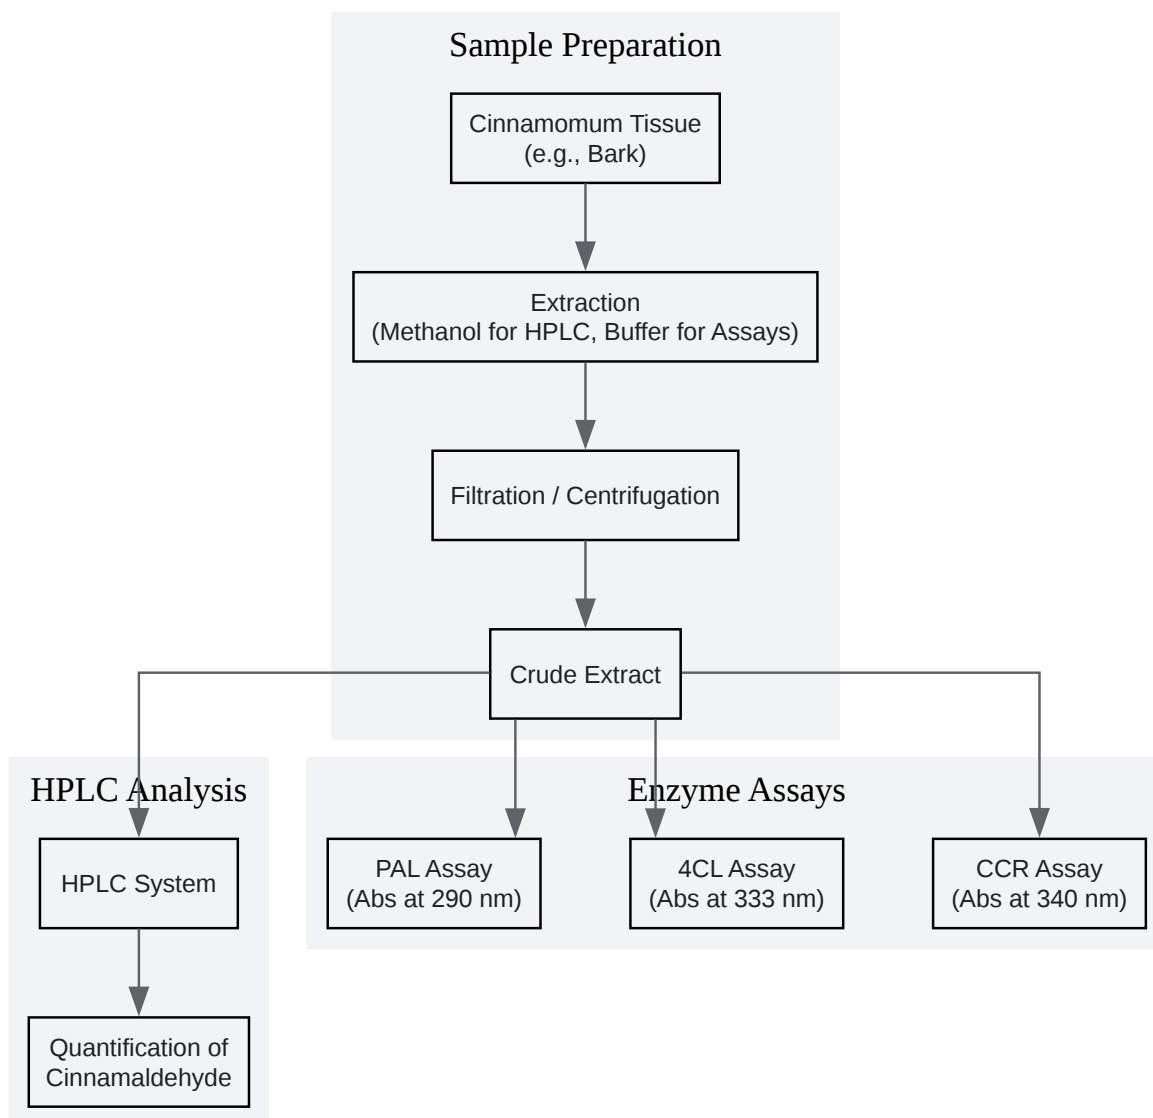 Sample Preparation
Cinnamomum Tissue
(e.g., Bark)
Extraction
(Methanol for HPLC, Buffer for Assays)
Filtration / Centrifugation
Crude Extract
HPLC Analysis
HPLC System
Quantification of
Cinnamaldehyde
Enzyme Assays
PAL Assay
(Abs at 290 nm)
4CL Assay
(Abs at 333 nm)
CCR Assay
(Abs at 340 nm)